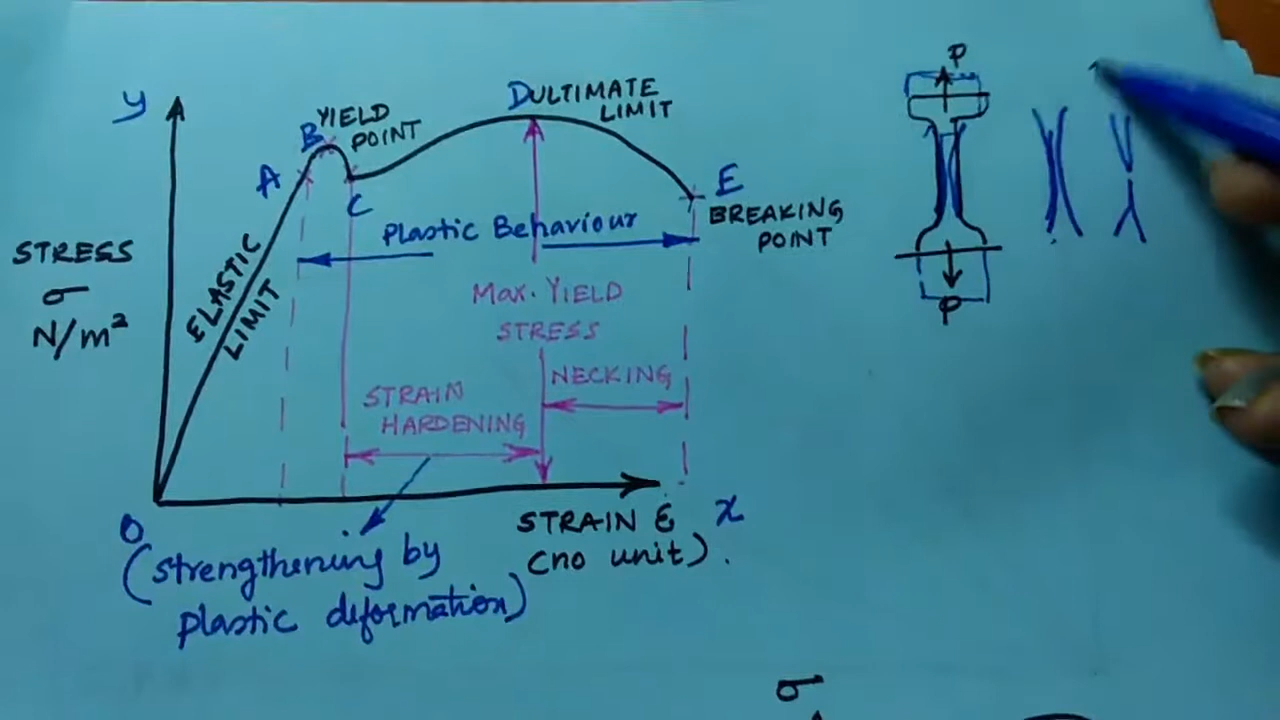 y
STRESS
σ
N/m²
ELASTIC
LIMIT
A
B
YIELD
POINT
C
D ULTIMATE
LIMIT
E
BREAKING
POINT
Plastic Behaviour
Max. YIELD
STRESS
NECKING
STRAIN
HARDENING
O
STRAIN ε
x
(no unit).
(strengthening by
plastic deformation)
P
P
σ